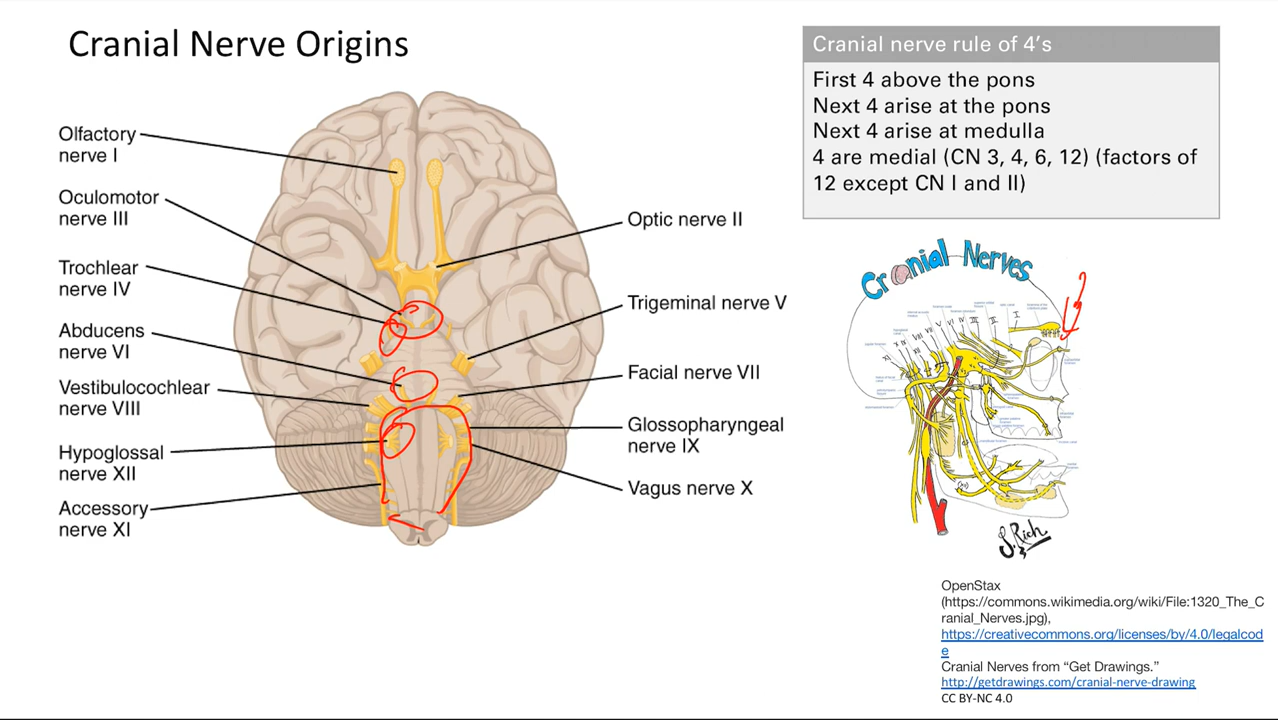 Cranial Nerve Origins
Olfactory
nerve I
Oculomotor
nerve III
Trochlear
nerve IV
Abducens
nerve VI
Vestibulocochlear
nerve VIII
Hypoglossal
nerve XII
Accessory
nerve XI
Optic nerve II
Trigeminal nerve V
Facial nerve VII
Glossopharyngeal
nerve IX
Vagus nerve X
Cranial nerve rule of 4’s
First 4 above the pons
Next 4 arise at the pons
Next 4 arise at medulla
4 are medial (CN 3, 4, 6, 12) (factors of
12 except CN I and II)
Cranial Nerves
S. Rich
OpenStax
(https://commons.wikimedia.org/wiki/File:1320_The_C
ranial_Nerves.jpg),
https://creativecommons.org/licenses/by/4.0/legalcod
e
Cranial Nerves from “Get Drawings.”
http://getdrawings.com/cranial-nerve-drawing
CC BY-NC 4.0